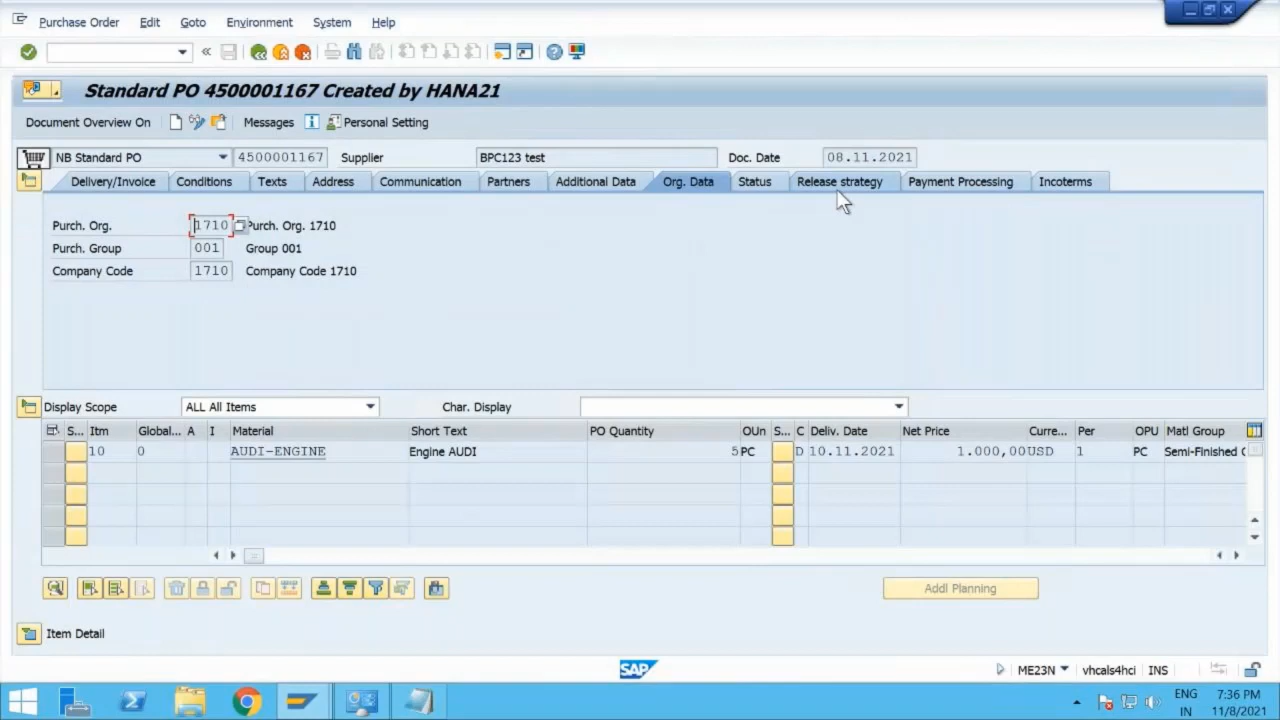 Purchase Order Edit Goto Environment System Help
Standard PO 4500001167 Created by HANA21
Document Overview On Messages Personal Setting
NB Standard PO 4500001167 Supplier BPC123 test Doc. Date 08.11.2021
Delivery/Invoice Conditions Texts Address Communication Partners Additional Data Org. Data Status Release strategy Payment Processing Incoterms
Purch. Org. 1710 Purch. Org. 1710
Purch. Group 001 Group 001
Company Code 1710 Company Code 1710
Display Scope ALL All Items Char. Display
S... Itm Global... A I Material Short Text PO Quantity OUn S... C Deliv. Date Net Price Curre... Per OPU Matl Group
10 0 AUDI-ENGINE Engine AUDI 5 PC D 10.11.2021 1.000,00 USD 1 PC Semi-Finished
Addl Planning
Item Detail
SAP ME23N vhcals4hci INS
ENG 7:36 PM
IN 11/8/2021